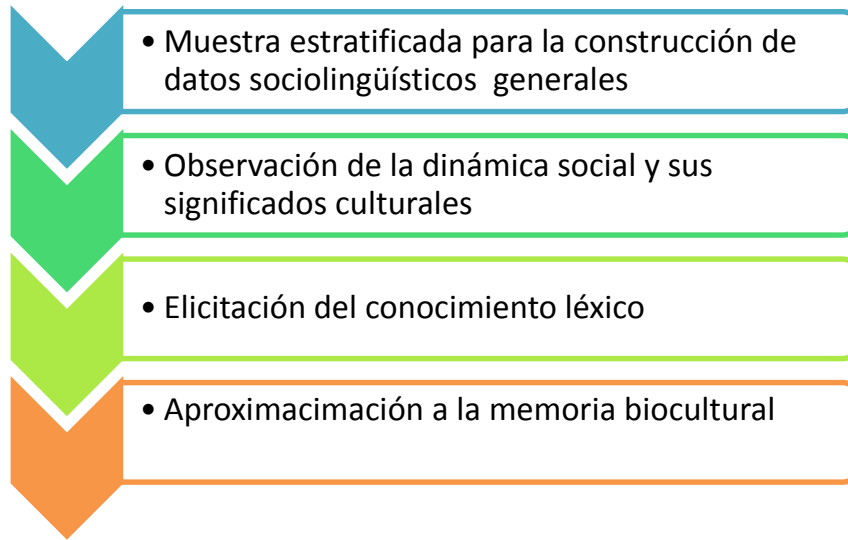 • Muestra estratificada para la construcción de
datos sociolingüísticos  generales
• Observación de la dinámica social y sus
significados culturales
• Elicitación del conocimiento léxico
• Aproximacimación a la memoria biocultural